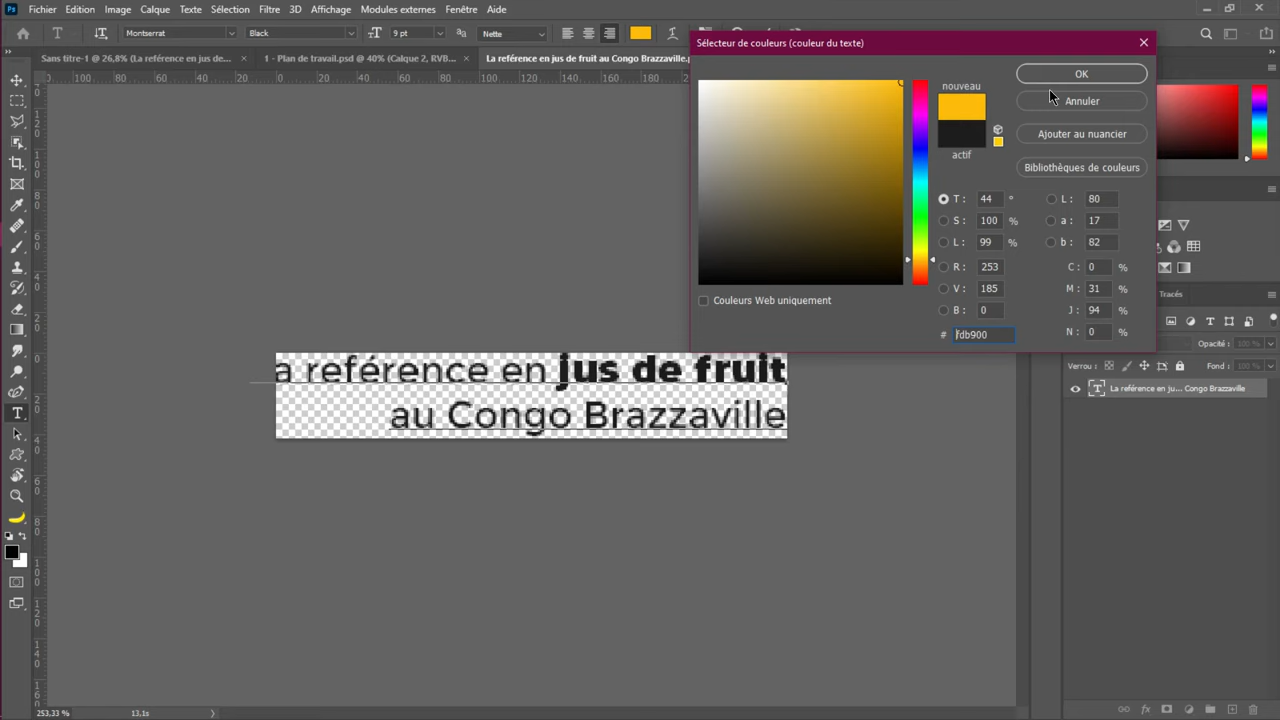 Fichier Edition Image Calque Texte Sélection Filtre 3D Affichage Modules externes Fenêtre Aide
Montserrat Black 9 pt Nette
Sans titre-1 @ 26,8% (La référence en jus de... × 1 - Plan de travail.psd @ 40% (Calque 2, RVB... × La référence en jus de fruit au Congo Brazzaville.
Sélecteur de couleurs (couleur du texte)
nouveau
actif
OK
Annuler
Ajouter au nuancier
Bibliothèques de couleurs
T : 44 ° L : 80
S : 100 % a : 17
L : 99 % b : 82
R : 253 C : 0 %
V : 185 M : 31 %
B : 0 J : 94 %
# fdb900 N : 0 %
Couleurs Web uniquement
Tracés
Opacité : 100 %
Verrou : Fond : 100 %
La référence en ju... Congo Brazzaville
a référence en jus de fruit
au Congo Brazzaville
253,33 % 13,1s